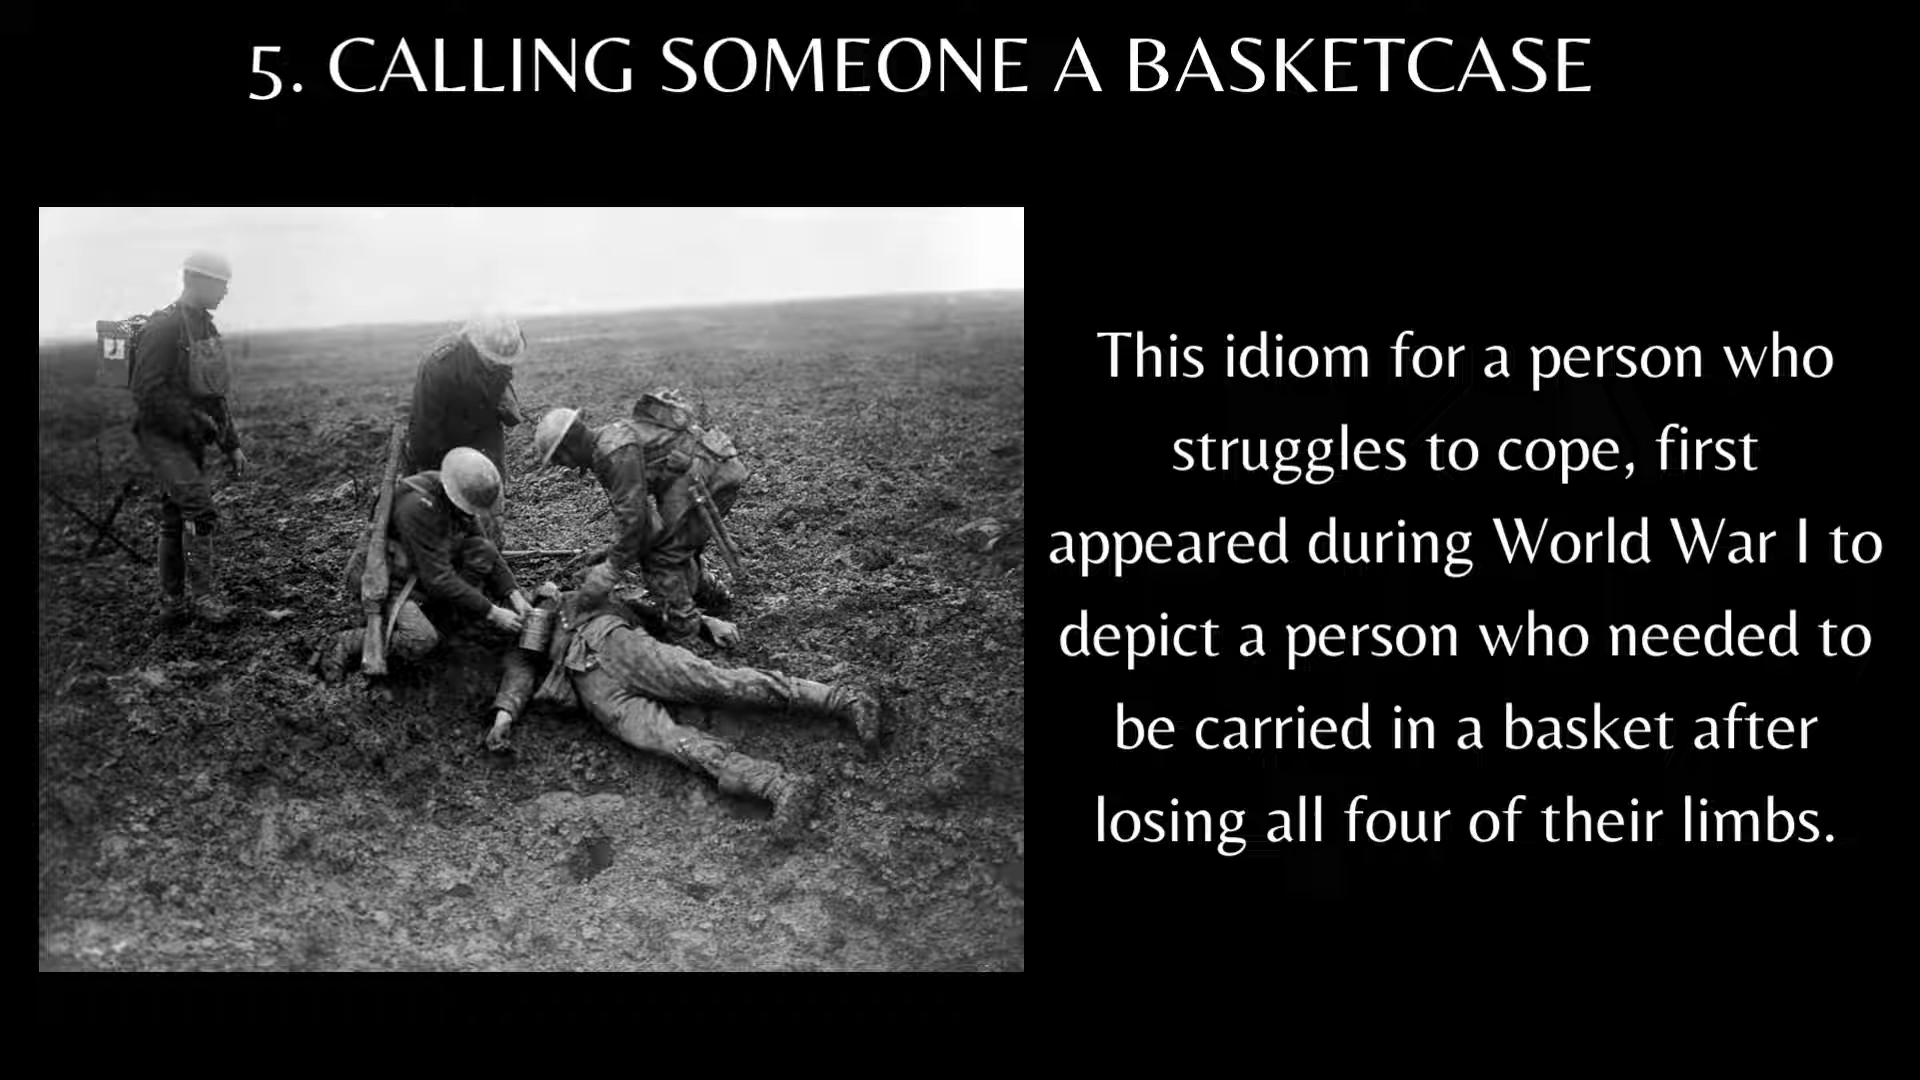 5. CALLING SOMEONE A BASKETCASE
This idiom for a person who
struggles to cope, first
appeared during World War I to
depict a person who needed to
be carried in a basket after
losing all four of their limbs.